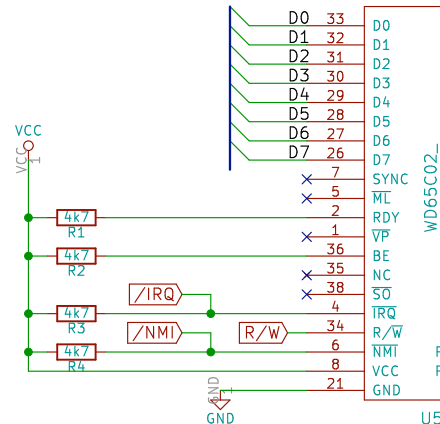 D0 33 D0
D1 32 D1
D2 31 D2
D3 30 D3
D4 29 D4
D5 28 D5
D6 27 D6
D7 26 D7
VCC
VCC 1
7 SYNC
5 ML
4k7 2 RDY
R1
1 VP
4k7 36 BE
R2
35 NC
/IRQ 38 SO
4k7 4 IRQ
R3
/NMI R/W 34 R/W
4k7 6 NMI
R4
8 VCC
GND 1
21 GND
GND
WD65C02_
U5